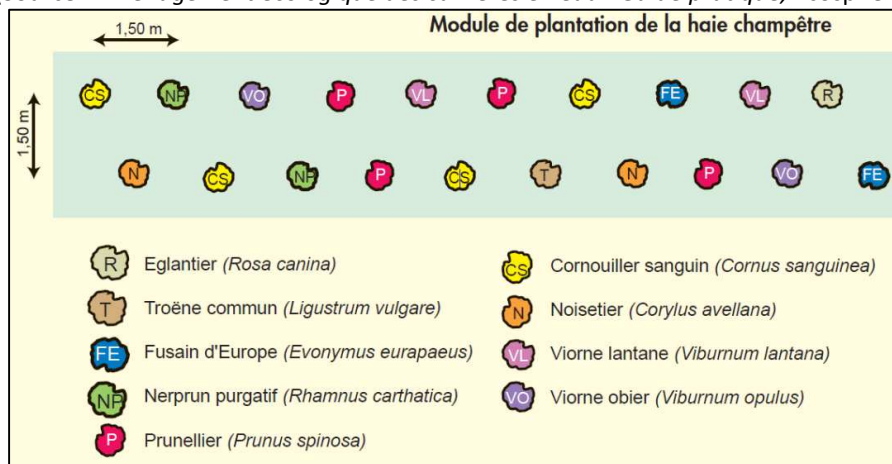 Module de plantation de la haie champêtre
1,50 m
1,50 m
CS NP VO P VL P CS FE VL R
N CS NP P CS T N P VO FE
R Eglantier (Rosa canina)
T Troëne commun (Ligustrum vulgare)
FE Fusain d'Europe (Evonymus eurapaeus)
NP Nerprun purgatif (Rhamnus carthatica)
P Prunellier (Prunus spinosa)
CS Cornouiller sanguin (Cornus sanguinea)
N Noisetier (Corylus avellana)
VL Viorne lantane (Viburnum lantana)
VO Viorne obier (Viburnum opulus)